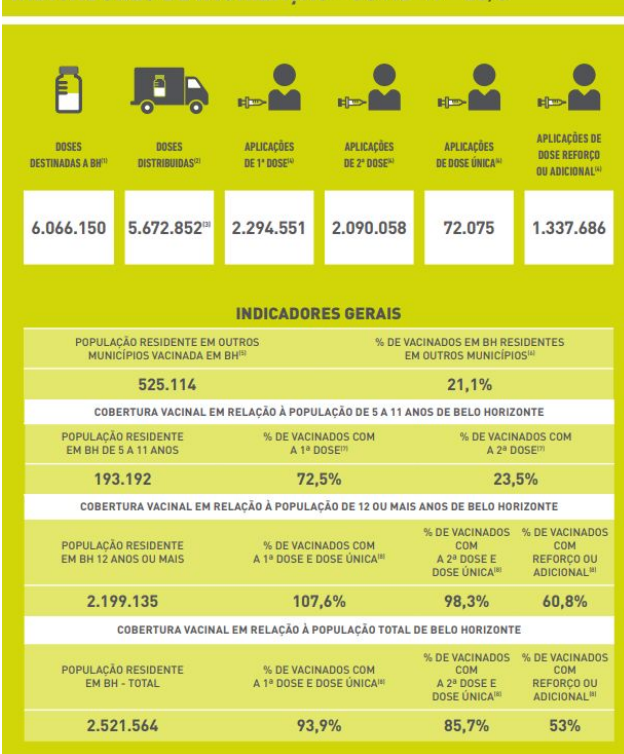 DOSES
DESTINADAS A BH⁽¹⁾
DOSES
DISTRIBUIDAS⁽²⁾
APLICAÇÕES
DE 1ª DOSE⁽⁴⁾
APLICAÇÕES
DE 2ª DOSE⁽⁴⁾
APLICAÇÕES
DE DOSE ÚNICA⁽⁴⁾
APLICAÇÕES DE
DOSE REFORÇO
OU ADICIONAL⁽⁴⁾
6.066.150
5.672.852⁽³⁾
2.294.551
2.090.058
72.075
1.337.686
INDICADORES GERAIS
POPULAÇÃO RESIDENTE EM OUTROS
MUNICÍPIOS VACINADA EM BH⁽⁵⁾
% DE VACINADOS EM BH RESIDENTES
EM OUTROS MUNICÍPIOS⁽⁶⁾
525.114
21,1%
COBERTURA VACINAL EM RELAÇÃO À POPULAÇÃO DE 5 A 11 ANOS DE BELO HORIZONTE
POPULAÇÃO RESIDENTE
EM BH DE 5 A 11 ANOS
% DE VACINADOS COM
A 1ª DOSE⁽⁷⁾
% DE VACINADOS COM
A 2ª DOSE⁽⁷⁾
193.192
72,5%
23,5%
COBERTURA VACINAL EM RELAÇÃO À POPULAÇÃO DE 12 OU MAIS ANOS DE BELO HORIZONTE
POPULAÇÃO RESIDENTE
EM BH 12 ANOS OU MAIS
% DE VACINADOS COM
A 1ª DOSE E DOSE ÚNICA⁽⁸⁾
% DE VACINADOS
COM
A 2ª DOSE E
DOSE ÚNICA⁽⁸⁾
% DE VACINADOS
COM
REFORÇO OU
ADICIONAL⁽⁸⁾
2.199.135
107,6%
98,3%
60,8%
COBERTURA VACINAL EM RELAÇÃO À POPULAÇÃO TOTAL DE BELO HORIZONTE
POPULAÇÃO RESIDENTE
EM BH - TOTAL
% DE VACINADOS COM
A 1ª DOSE E DOSE ÚNICA⁽⁸⁾
% DE VACINADOS
COM
A 2ª DOSE E
DOSE ÚNICA⁽⁸⁾
% DE VACINADOS
COM
REFORÇO OU
ADICIONAL⁽⁸⁾
2.521.564
93,9%
85,7%
53%